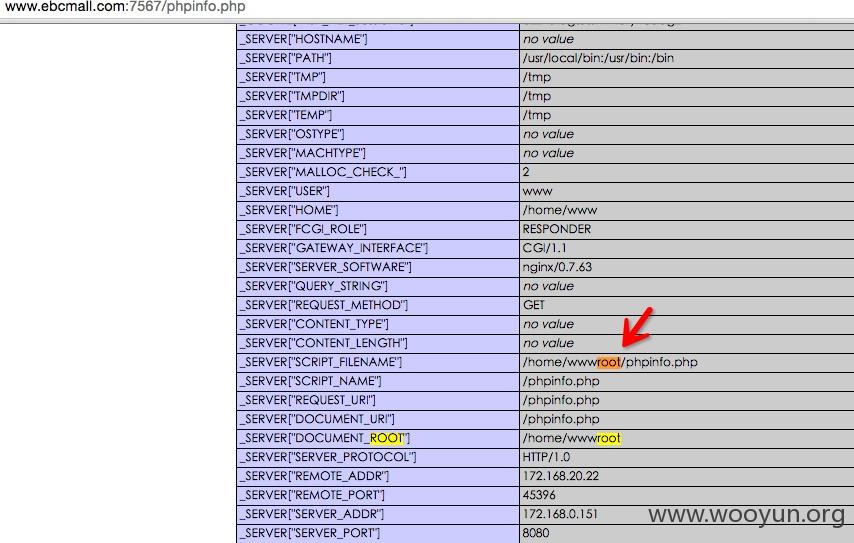 www.ebcmall.com:7567/phpinfo.php
_SERVER["HOSTNAME"] no value
_SERVER["PATH"] /usr/local/bin:/usr/bin:/bin
_SERVER["TMP"] /tmp
_SERVER["TMPDIR"] /tmp
_SERVER["TEMP"] /tmp
_SERVER["OSTYPE"] no value
_SERVER["MACHTYPE"] no value
_SERVER["MALLOC_CHECK_"] 2
_SERVER["USER"] www
_SERVER["HOME"] /home/www
_SERVER["FCGI_ROLE"] RESPONDER
_SERVER["GATEWAY_INTERFACE"] CGI/1.1
_SERVER["SERVER_SOFTWARE"] nginx/0.7.63
_SERVER["QUERY_STRING"] no value
_SERVER["REQUEST_METHOD"] GET
_SERVER["CONTENT_TYPE"] no value
_SERVER["CONTENT_LENGTH"] no value
_SERVER["SCRIPT_FILENAME"] /home/wwwroot/phpinfo.php
_SERVER["SCRIPT_NAME"] /phpinfo.php
_SERVER["REQUEST_URI"] /phpinfo.php
_SERVER["DOCUMENT_URI"] /phpinfo.php
_SERVER["DOCUMENT_ROOT"] /home/wwwroot
_SERVER["SERVER_PROTOCOL"] HTTP/1.0
_SERVER["REMOTE_ADDR"] 172.168.20.22
_SERVER["REMOTE_PORT"] 45396
_SERVER["SERVER_ADDR"] 172.168.0.151
_SERVER["SERVER_PORT"] 8080
www.wooyun.org